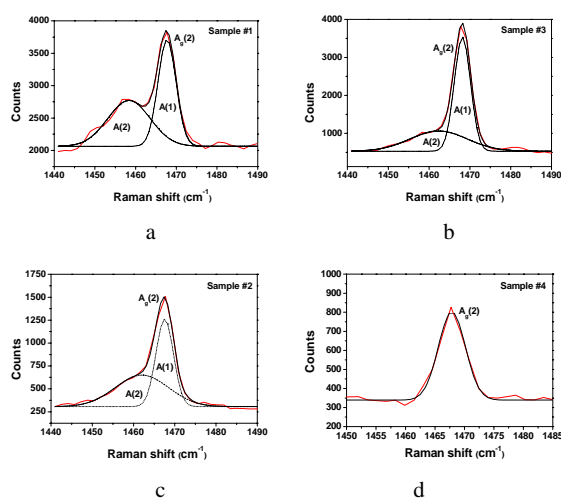 Sample #1
4000
3500
3000
2500
2000
Counts
A_g(2)
A(1)
A(2)
1440 1450 1460 1470 1480 1490
Raman shift (cm^-1)
a
Sample #3
4000
3000
2000
1000
Counts
A_g(2)
A(1)
A(2)
1441 1450 1460 1470 1480 1490
Raman shift (cm^-1)
b
Sample #2
1750
1500
1250
1000
750
500
250
Counts
A_g(2)
A(1)
A(2)
1440 1450 1460 1470 1480 1490
Raman shift (cm^-1)
c
Sample #4
1000
900
800
700
600
500
400
300
200
Counts
A_g(2)
1450 1455 1460 1465 1470 1475 1480 1485
Raman shift (cm^-1)
d